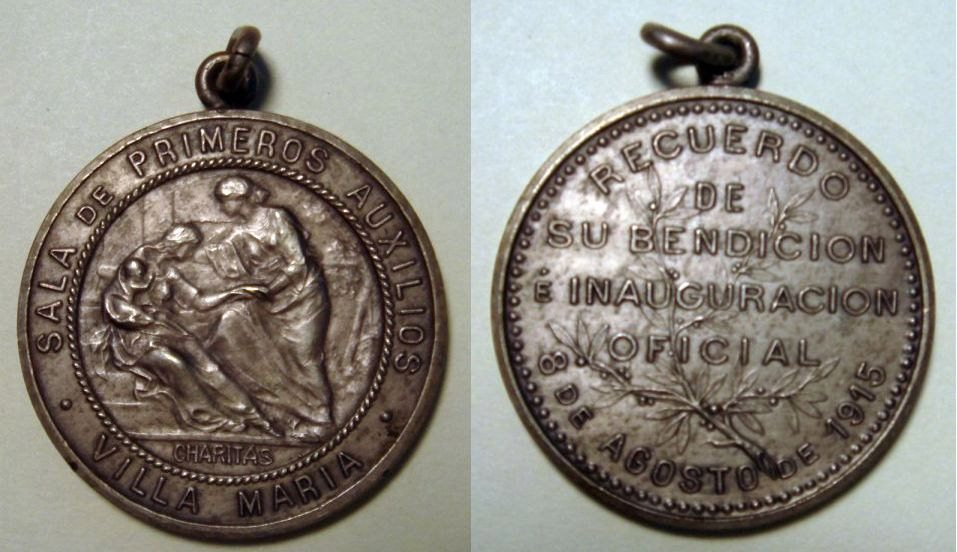 SALA DE PRIMEROS AUXILIOS
CHARITAS
· VILLA MARIA ·
RECUERDO
DE
SU BENDICION
É INAUGURACION
OFICIAL
8 DE AGOSTO DE 1915